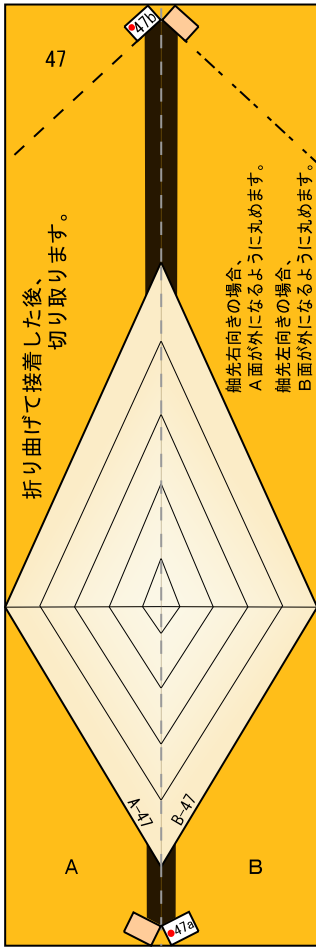 47b
47
折り曲げて接着した後、
切り取ります。
舳先右向きの場合、
A面が外になるように丸めます。
舳先左向きの場合、
B面が外になるように丸めます。
A-47
B-47
A
B
47a